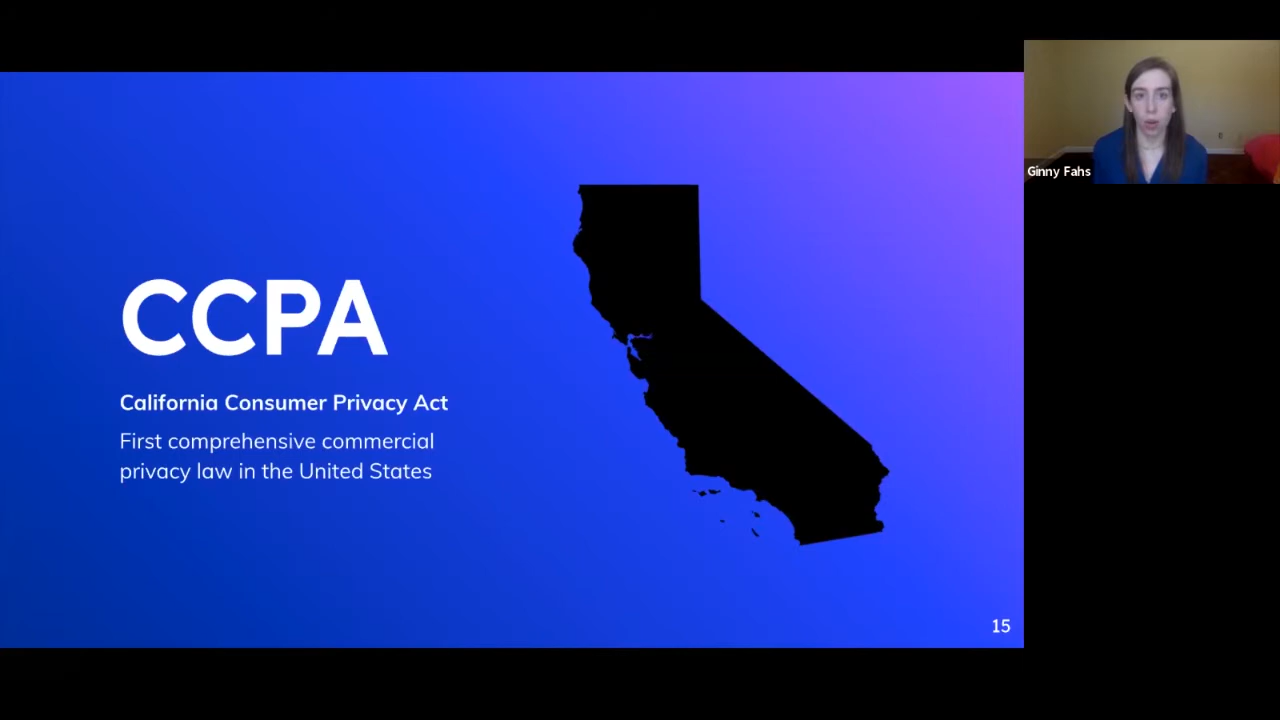 CCPA
California Consumer Privacy Act
First comprehensive commercial
privacy law in the United States
15
Ginny Fahs